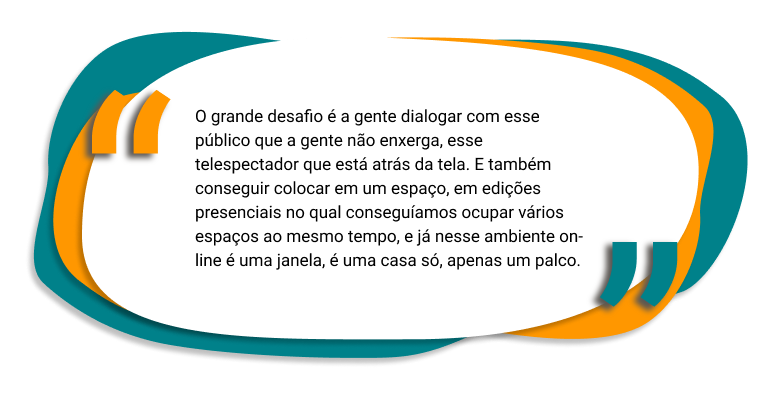 O grande desafio é a gente dialogar com esse
público que a gente não enxerga, esse
telespectador que está atrás da tela. E também
conseguir colocar em um espaço, em edições
presenciais no qual conseguíamos ocupar vários
espaços ao mesmo tempo, e já nesse ambiente on-
line é uma janela, é uma casa só, apenas um palco.